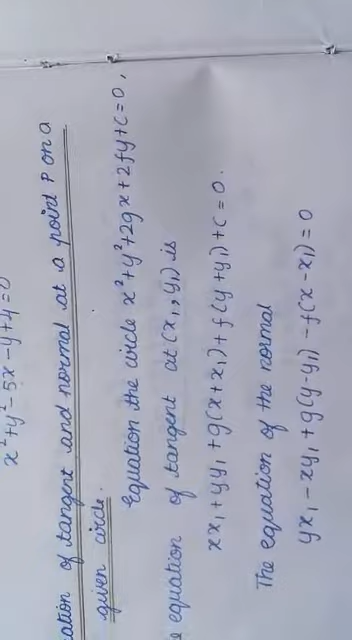 x²+y²-5x-y+4=0
ation of tangent and normal at a point P on a
given circle.
Equation the circle x²+y²+2gx+2fy+c=0,
equation of tangent at (x₁, y₁) is
xx₁+yy₁+g(x+x₁)+f(y+y₁)+c=0.
The equation of the normal
yx₁-xy₁+g(y-y₁)-f(x-x₁)=0